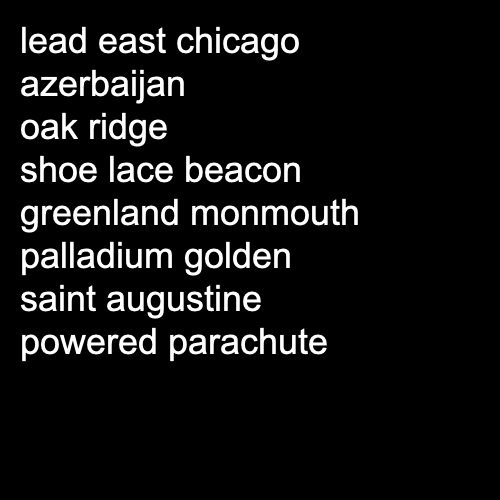 lead east chicago
azerbaijan
oak ridge
shoe lace beacon
greenland monmouth
palladium golden
saint augustine
powered parachute